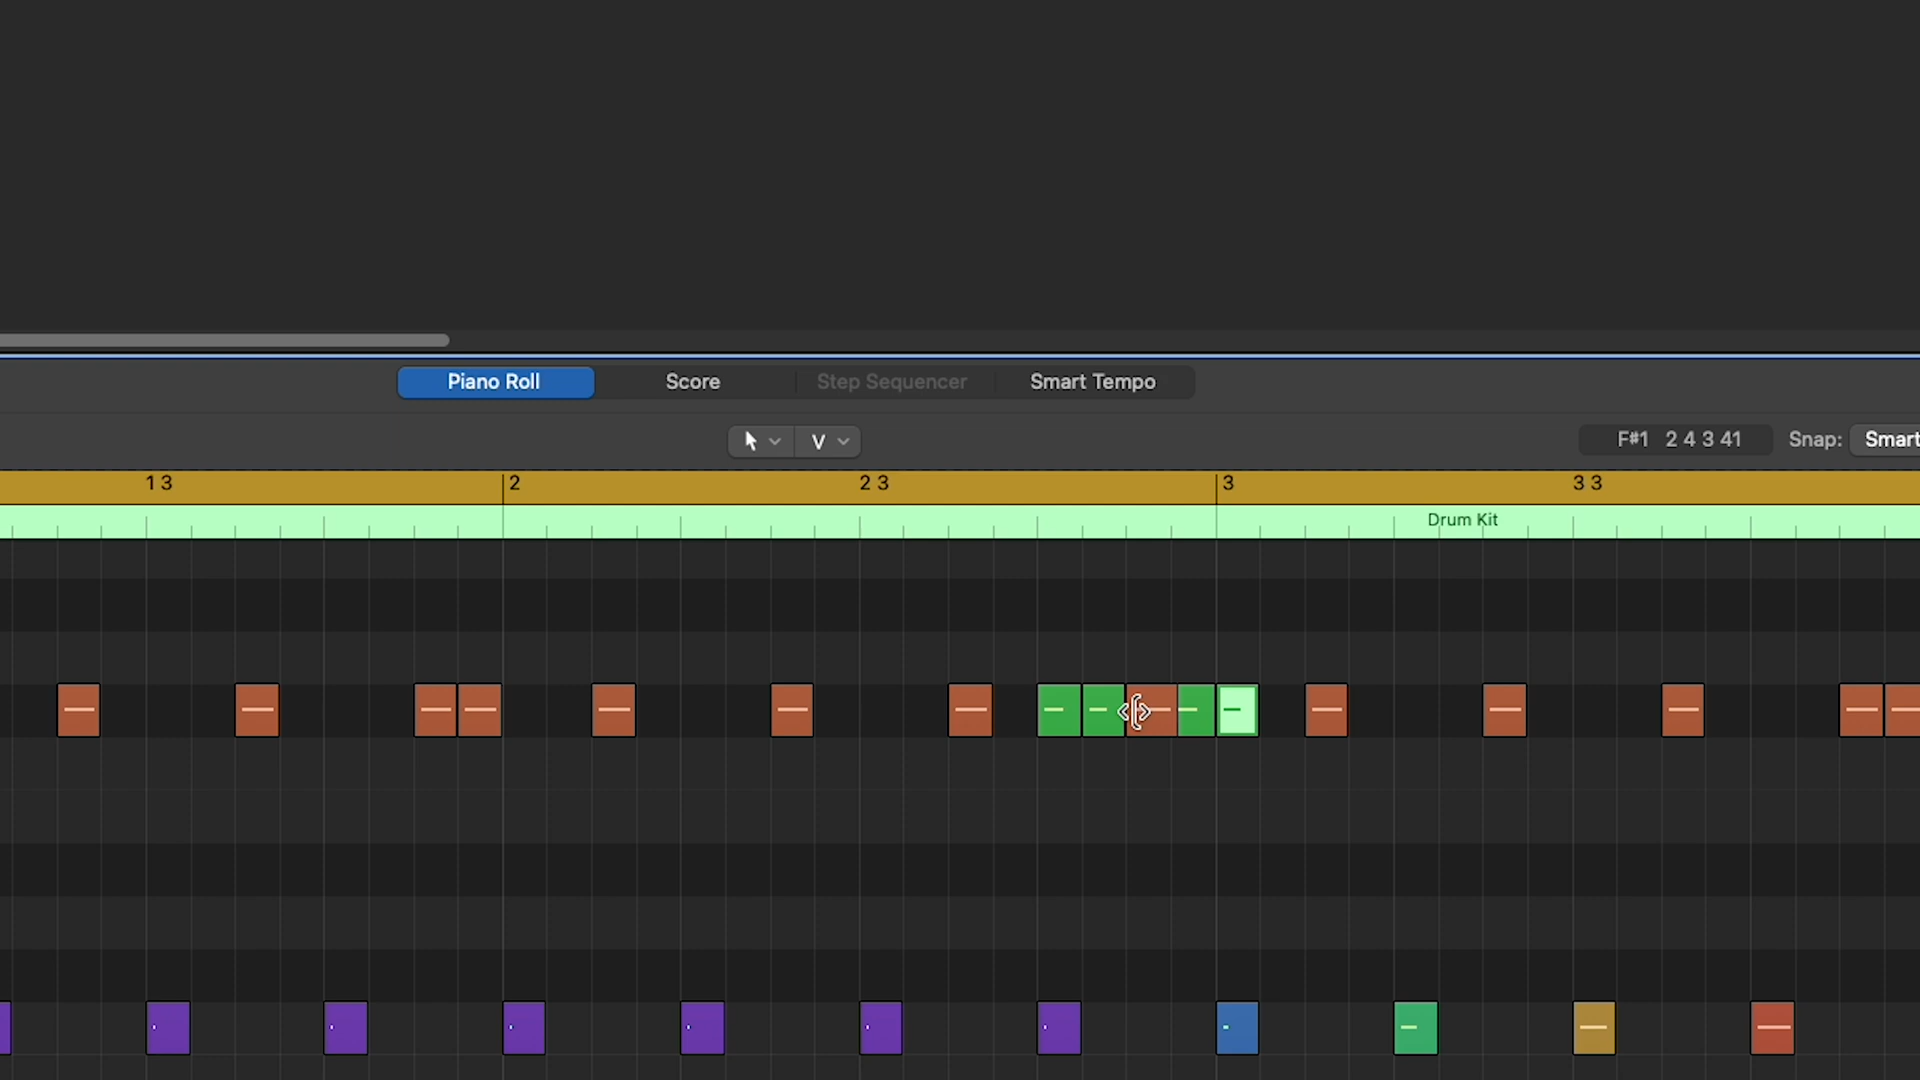 Piano Roll Score Step Sequencer Smart Tempo
V F#1 2 4 3 41 Snap: Smart
1 3 2 2 3 3 3 3
Drum Kit